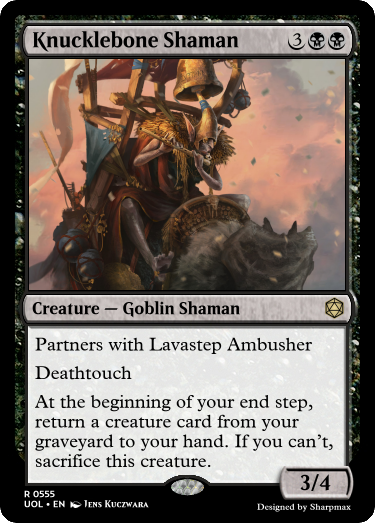 Knucklebone Shaman 3
Creature — Goblin Shaman
Partners with Lavastep Ambusher
Deathtouch
At the beginning of your end step,
return a creature card from your
graveyard to your hand. If you can't,
sacrifice this creature.
3/4
R 0555
UOL • EN Jens Kuczwara
Designed by Sharpmax